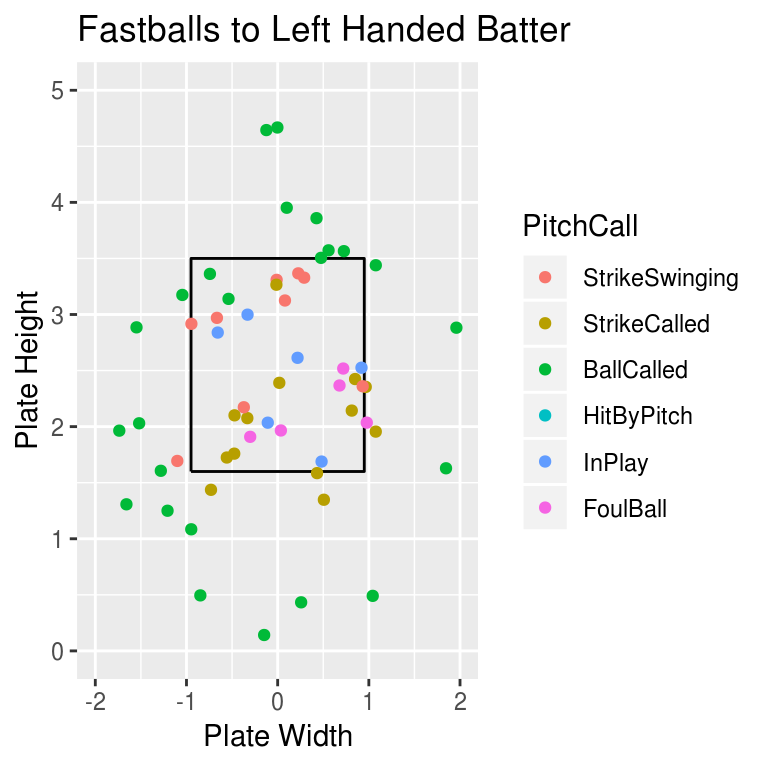 Fastballs to Left Handed Batter
5
4
3
2
1
0
Plate Height
-2 -1 0 1 2
Plate Width
PitchCall
StrikeSwinging
StrikeCalled
BallCalled
HitByPitch
InPlay
FoulBall